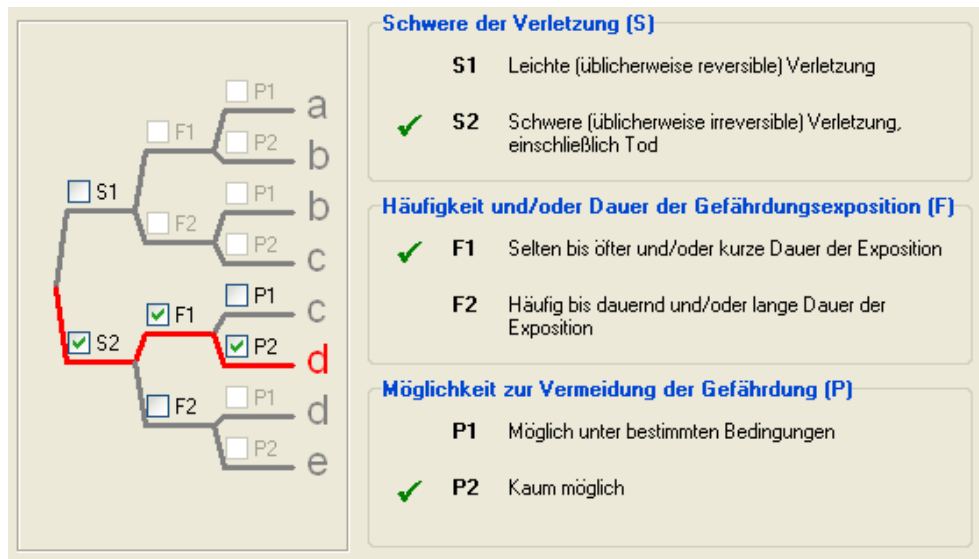 P1
a
F1
P2
b
S1
P1
b
F2
P2
c
P1
c
F1
S2
P2
d
P1
d
F2
P2
e
Schwere der Verletzung (S)
S1 Leichte (üblicherweise reversible) Verletzung
S2 Schwere (üblicherweise irreversible) Verletzung,
einschließlich Tod
Häufigkeit und/oder Dauer der Gefährdungsexposition (F)
F1 Selten bis öfter und/oder kurze Dauer der Exposition
F2 Häufig bis dauernd und/oder lange Dauer der
Exposition
Möglichkeit zur Vermeidung der Gefährdung (P)
P1 Möglich unter bestimmten Bedingungen
P2 Kaum möglich